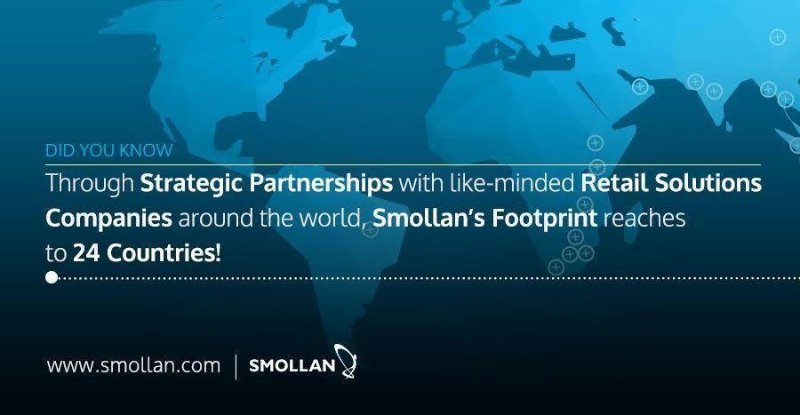 DID YOU KNOW
Through Strategic Partnerships with like-minded Retail Solutions
Companies around the world, Smollan's Footprint reaches
to 24 Countries!
www.smollan.com | SMOLLAN